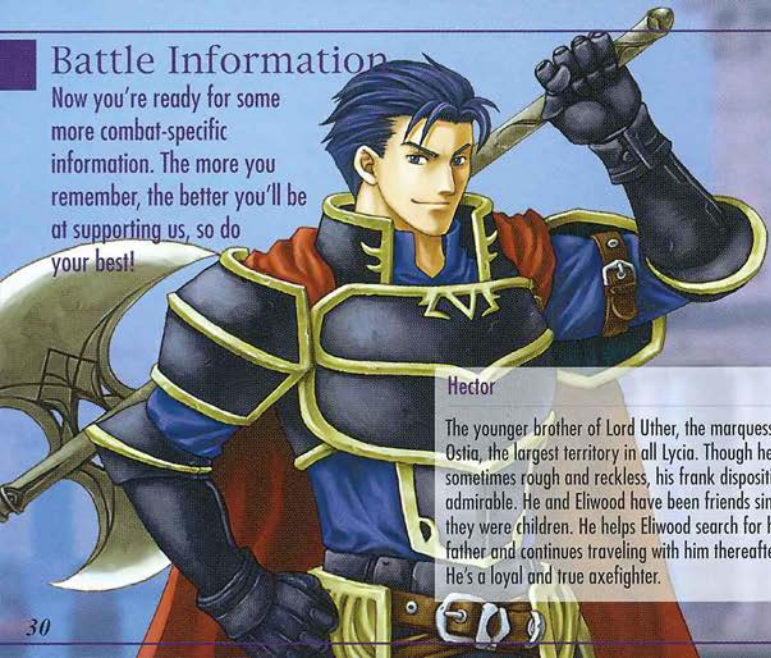 Battle Information
Now you're ready for some
more combat-specific
information. The more you
remember, the better you'll be
at supporting us, so do
your best!
Hector
The younger brother of Lord Uther, the marquess
Ostia, the largest territory in all Lycia. Though he
sometimes rough and reckless, his frank dispositi
admirable. He and Eliwood have been friends sin
they were children. He helps Eliwood search for h
father and continues traveling with him thereafte
He's a loyal and true axefighter.
30